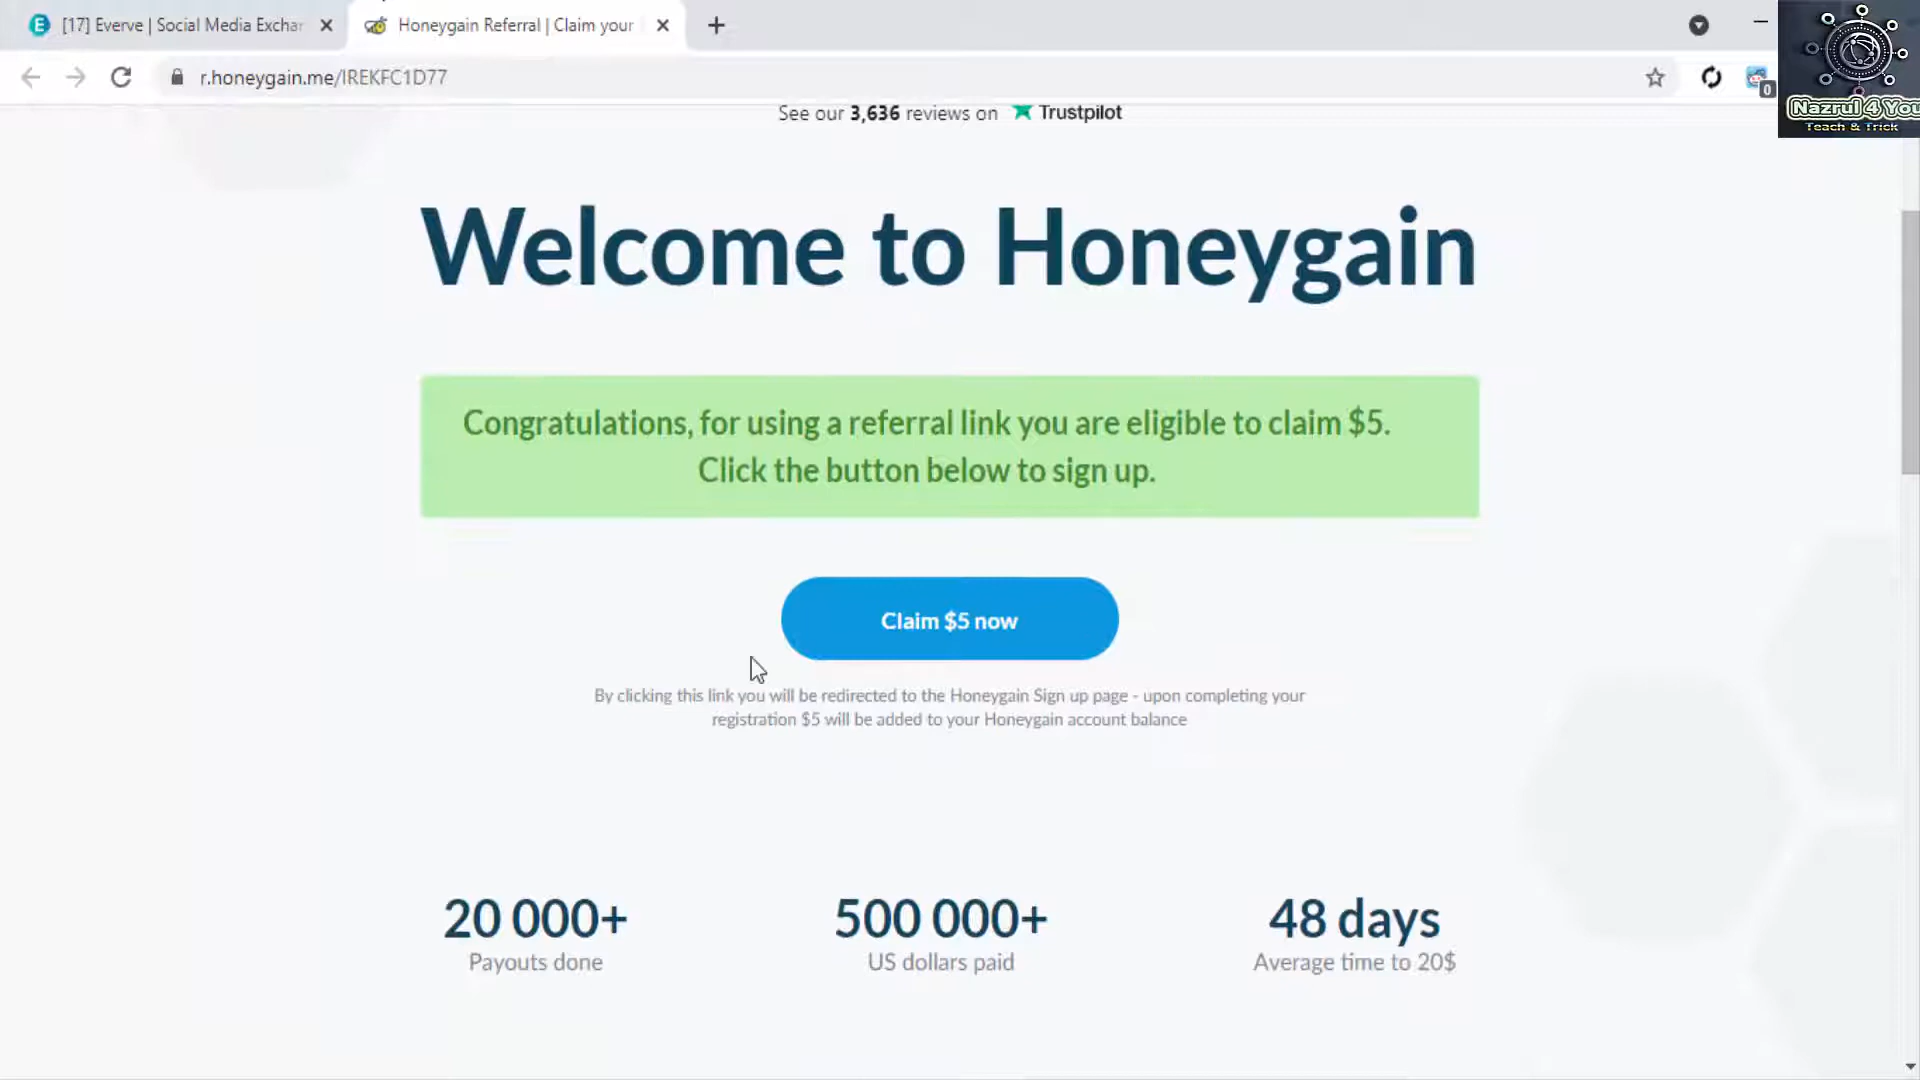 [17] Everve | Social Media Exchar
Honeygain Referral | Claim your
r.honeygain.me/IREKFC1D77
0
Nazrul 4 You
Teach & Trick
See our 3,636 reviews on Trustpilot
Welcome to Honeygain
Congratulations, for using a referral link you are eligible to claim $5.
Click the button below to sign up.
Claim $5 now
By clicking this link you will be redirected to the Honeygain Sign up page - upon completing your
registration $5 will be added to your Honeygain account balance
20 000+
Payouts done
500 000+
US dollars paid
48 days
Average time to 20$